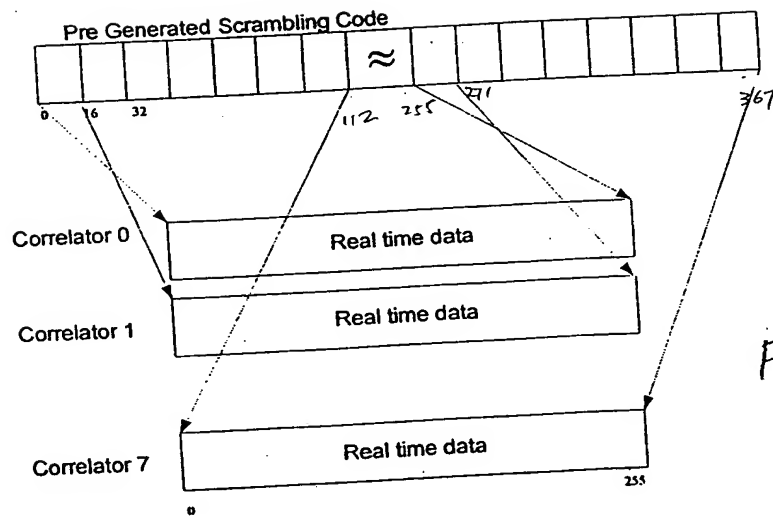 Pre Generated Scrambling Code
≈
0 16 32 112 255 271 367
Correlator 0 Real time data
Correlator 1 Real time data
Correlator 7 Real time data
0 255